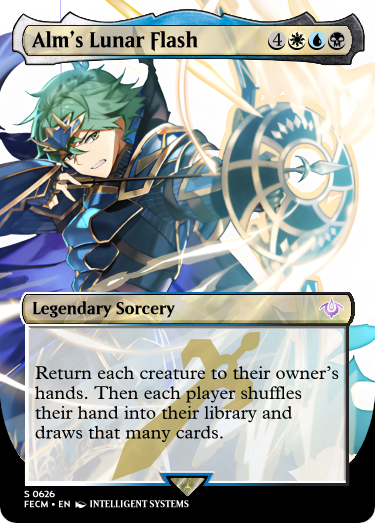 Alm's Lunar Flash 4
Legendary Sorcery
Return each creature to their owner's
hands. Then each player shuffles
their hand into their library and
draws that many cards.
S 0626
FECM • EN INTELLIGENT SYSTEMS